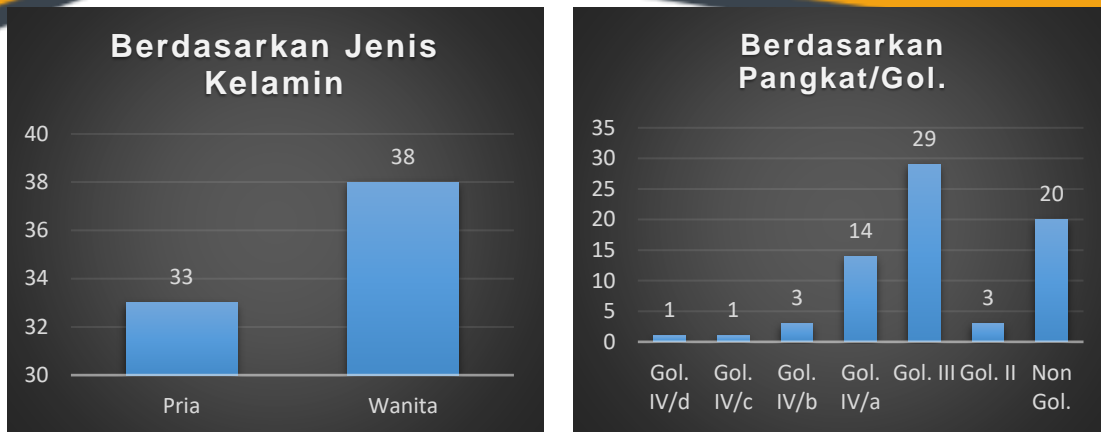 Berdasarkan Jenis
Kelamin
40
38
36
34
32
30
33
38
Pria
Wanita
Berdasarkan
Pangkat/Gol.
35
30
25
20
15
10
5
0
1
1
3
14
29
3
20
Gol.
IV/d
Gol.
IV/c
Gol.
IV/b
Gol.
IV/a
Gol. III
Gol. II
Non
Gol.